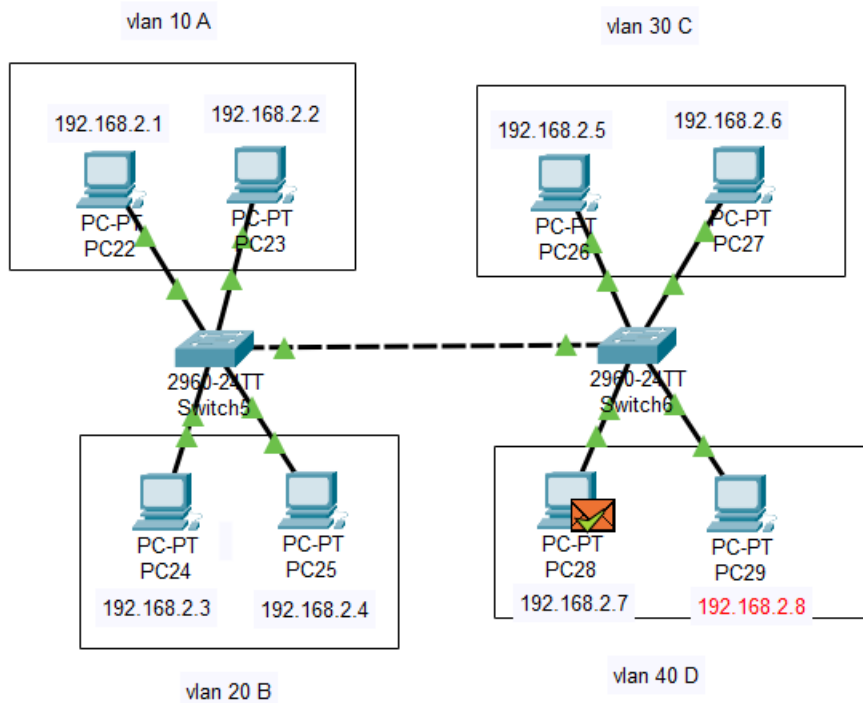 vlan 10 A
vlan 30 C
192.168.2.1
192.168.2.2
192.168.2.5
192.168.2.6
PC-PT
PC22
PC-PT
PC23
PC-PT
PC26
PC-PT
PC27
2960-24TT
Switch5
2960-24TT
Switch6
PC-PT
PC24
PC-PT
PC25
PC-PT
PC28
PC-PT
PC29
192.168.2.3
192.168.2.4
192.168.2.7
192.168.2.8
vlan 20 B
vlan 40 D